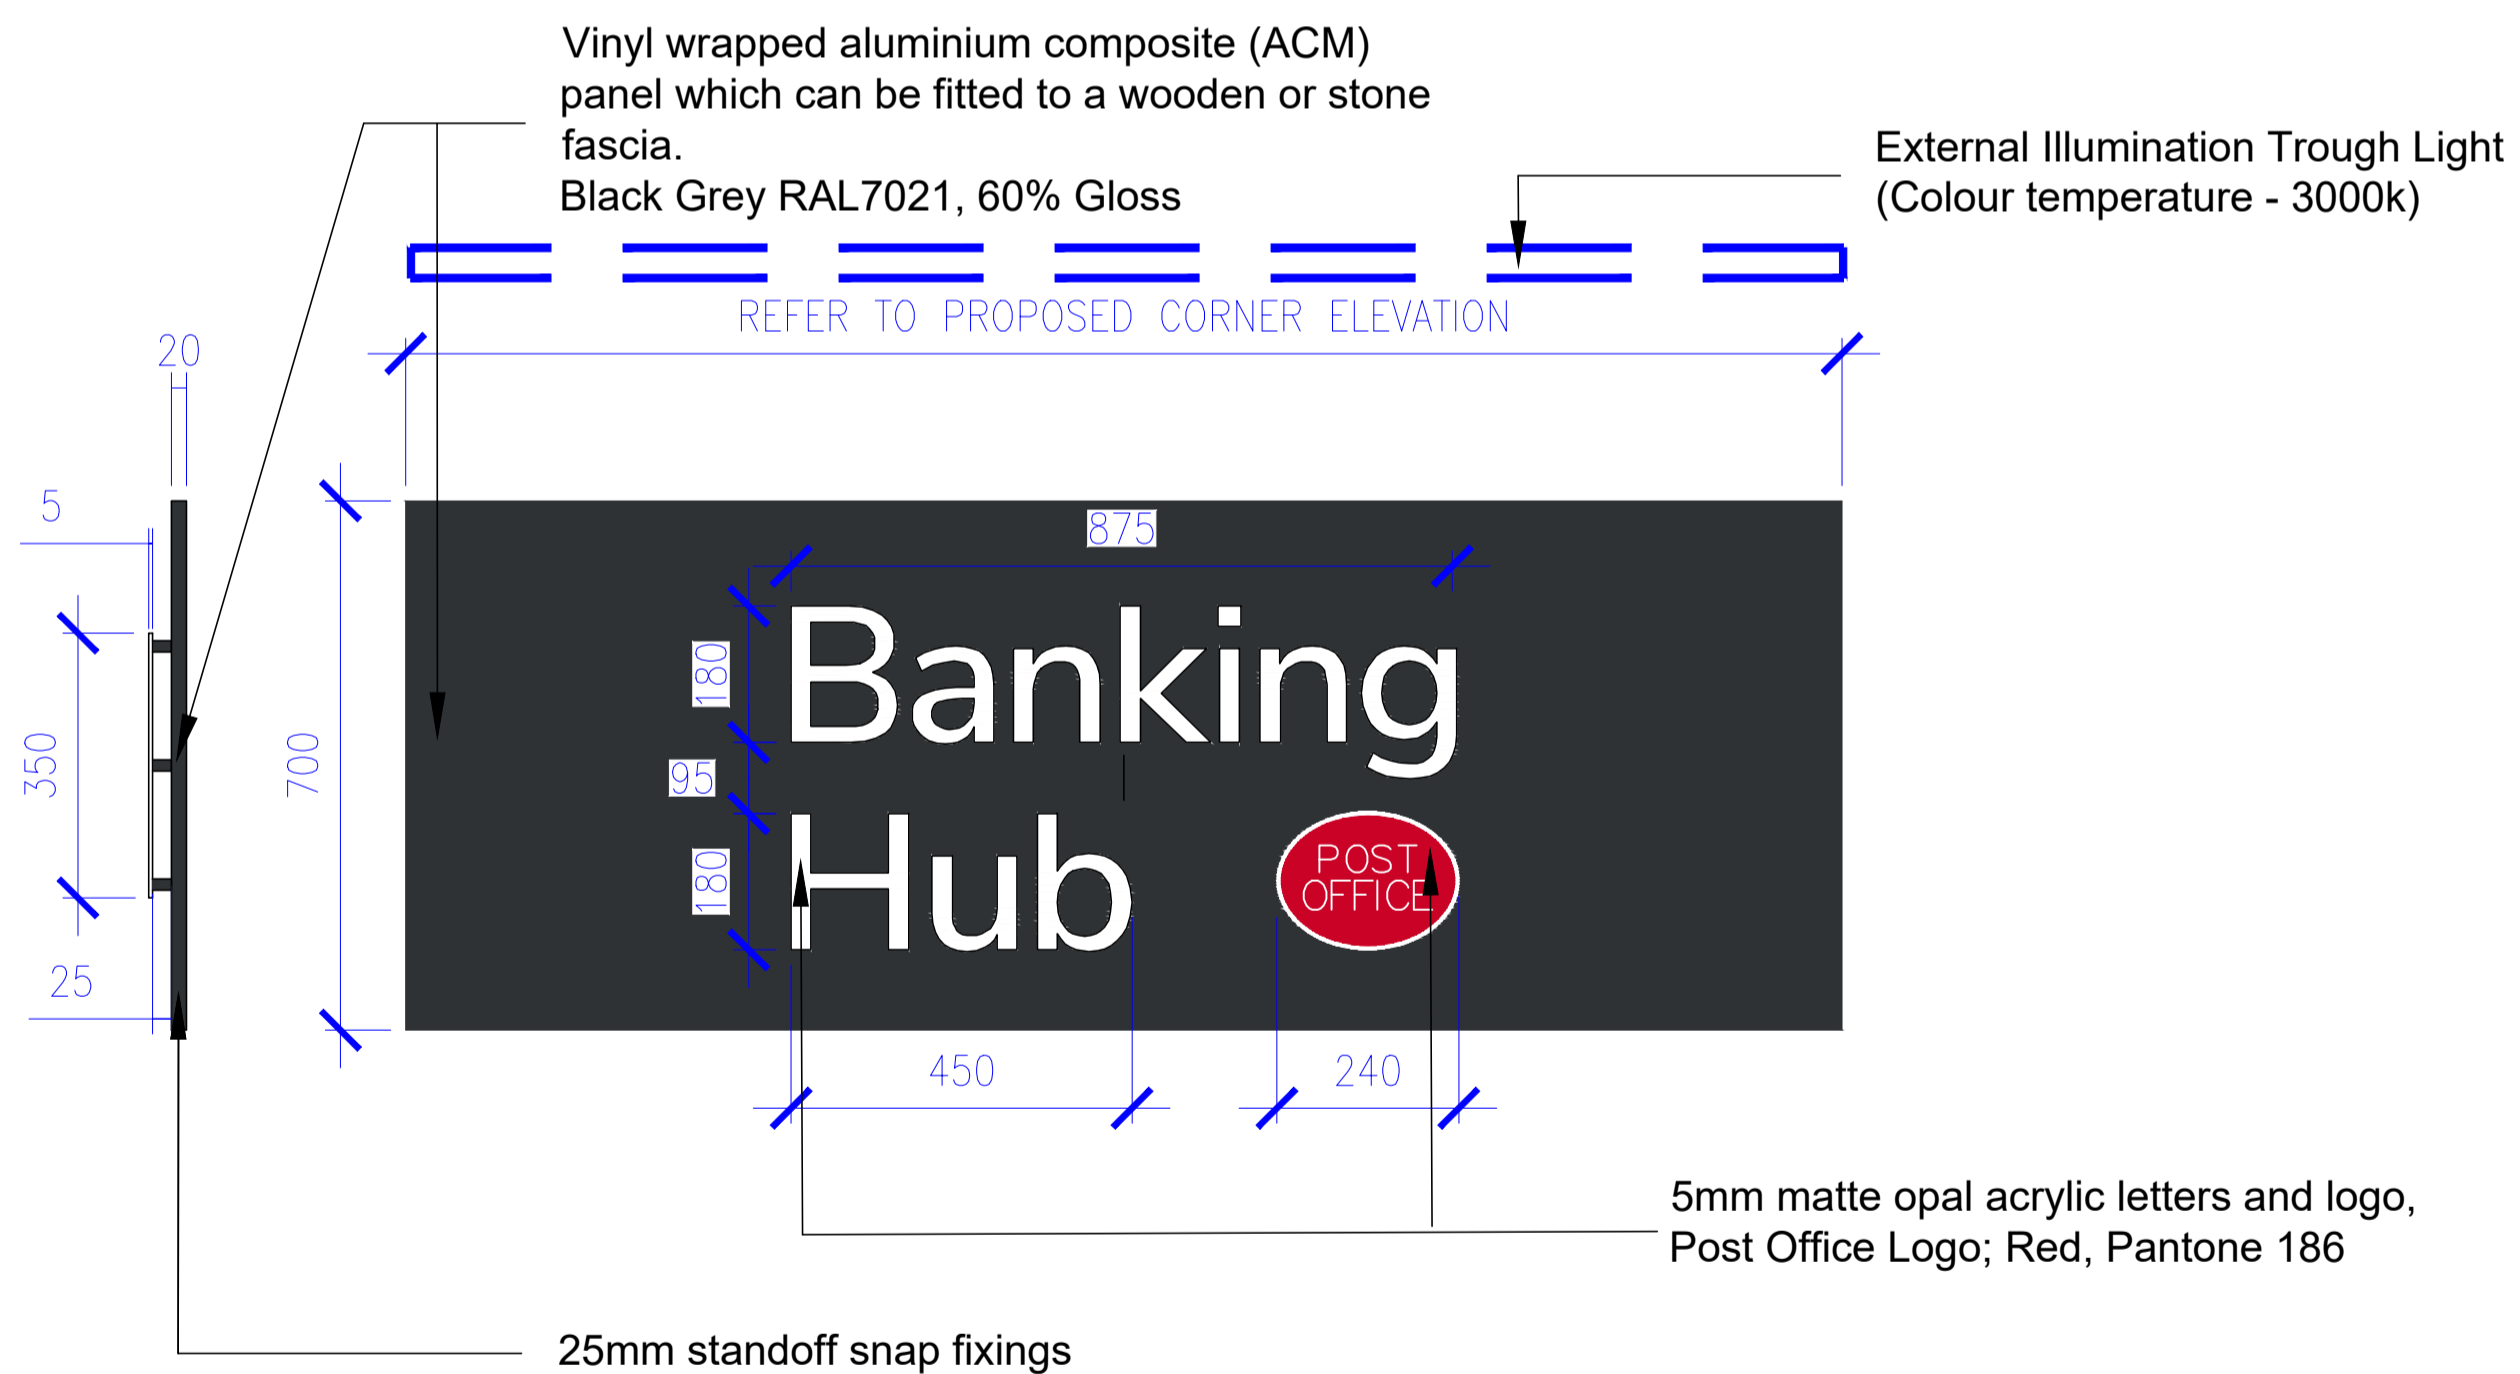 Vinyl wrapped aluminium composite (ACM)
panel which can be fitted to a wooden or stone
fascia.
Black Grey RAL7021, 60% Gloss
External Illumination Trough Light
(Colour temperature - 3000k)
REFER TO PROPOSED CORNER ELEVATION
20
5
875
180
350
700
95
180
25
Banking
Hub
POST
OFFICE
450
240
5mm matte opal acrylic letters and logo,
Post Office Logo; Red, Pantone 186
25mm standoff snap fixings